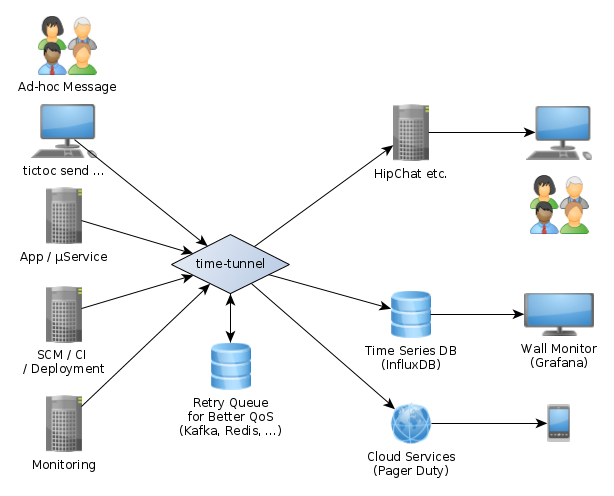 Ad-hoc Message
tictoc send ...
HipChat etc.
App / µService
time-tunnel
SCM / CI
/ Deployment
Time Series DB
(InfluxDB)
Wall Monitor
(Grafana)
Retry Queue
for Better QoS
(Kafka, Redis, ...)
Monitoring
Cloud Services
(Pager Duty)